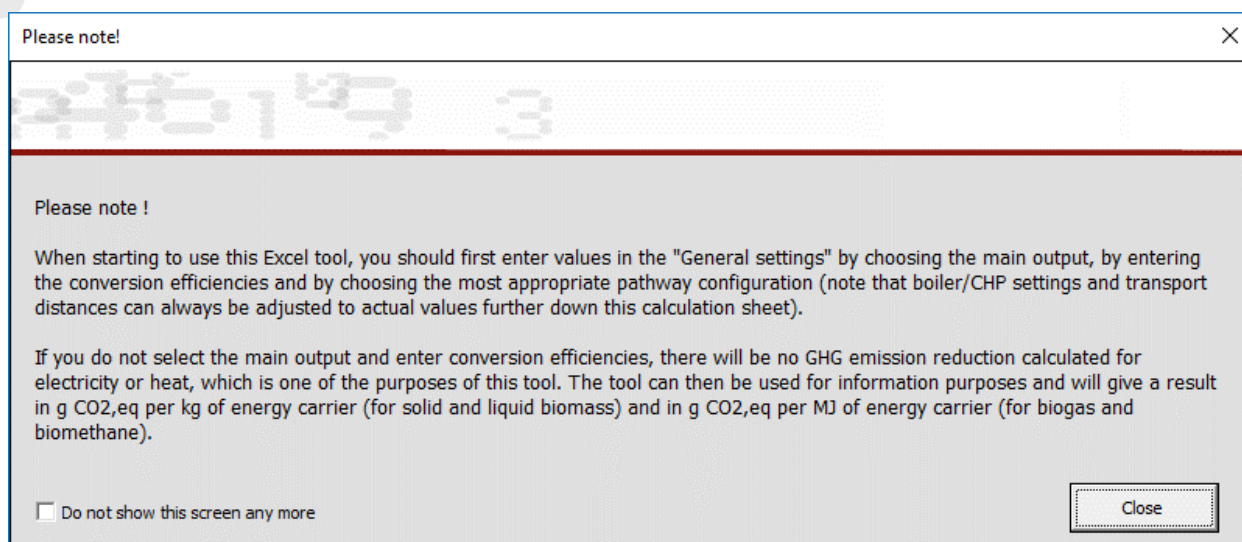 Please note!
Please note !
When starting to use this Excel tool, you should first enter values in the "General settings" by choosing the main output, by entering
the conversion efficiencies and by choosing the most appropriate pathway configuration (note that boiler/CHP settings and transport
distances can always be adjusted to actual values further down this calculation sheet).
If you do not select the main output and enter conversion efficiencies, there will be no GHG emission reduction calculated for
electricity or heat, which is one of the purposes of this tool. The tool can then be used for information purposes and will give a result
in g CO2,eq per kg of energy carrier (for solid and liquid biomass) and in g CO2,eq per MJ of energy carrier (for biogas and
biomethane).
Do not show this screen any more
Close